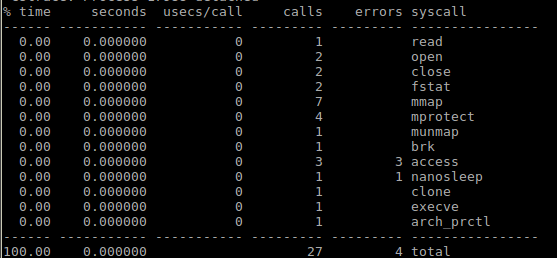 % time seconds usecs/call calls errors syscall
------ ----------- ----------- --------- --------- ----------------
0.00 0.000000 0 1 read
0.00 0.000000 0 2 open
0.00 0.000000 0 2 close
0.00 0.000000 0 2 fstat
0.00 0.000000 0 7 mmap
0.00 0.000000 0 4 mprotect
0.00 0.000000 0 1 munmap
0.00 0.000000 0 1 brk
0.00 0.000000 0 3 3 access
0.00 0.000000 0 1 1 nanosleep
0.00 0.000000 0 1 clone
0.00 0.000000 0 1 execve
0.00 0.000000 0 1 arch_prctl
------ ----------- ----------- --------- --------- ----------------
100.00 0.000000 27 4 total